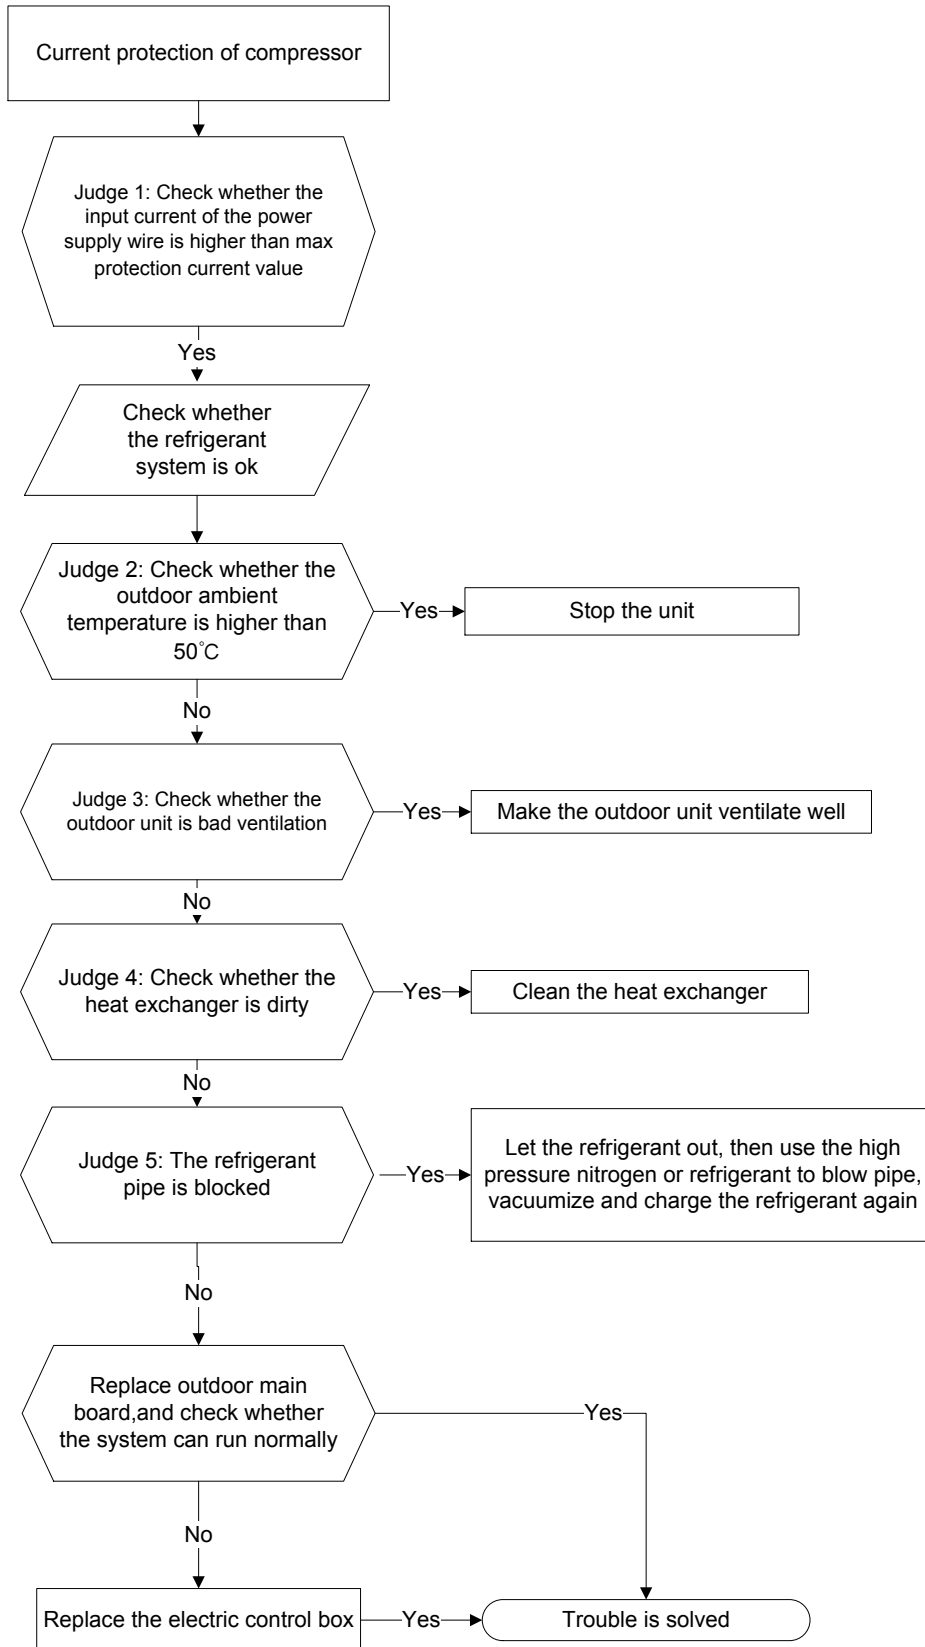 Current protection of compressor
Judge 1: Check whether the
input current of the power
supply wire is higher than max
protection current value
Yes
Check whether
the refrigerant
system is ok
Judge 2: Check whether the
outdoor ambient
temperature is higher than
50°C
Yes
Stop the unit
No
Judge 3: Check whether the
outdoor unit is bad ventilation
Yes
Make the outdoor unit ventilate well
No
Judge 4: Check whether the
heat exchanger is dirty
Yes
Clean the heat exchanger
No
Judge 5: The refrigerant
pipe is blocked
Yes
Let the refrigerant out, then use the high
pressure nitrogen or refrigerant to blow pipe,
vacuumize and charge the refrigerant again
No
Replace outdoor main
board,and check whether
the system can run normally
Yes
No
Replace the electric control box
Yes
Trouble is solved